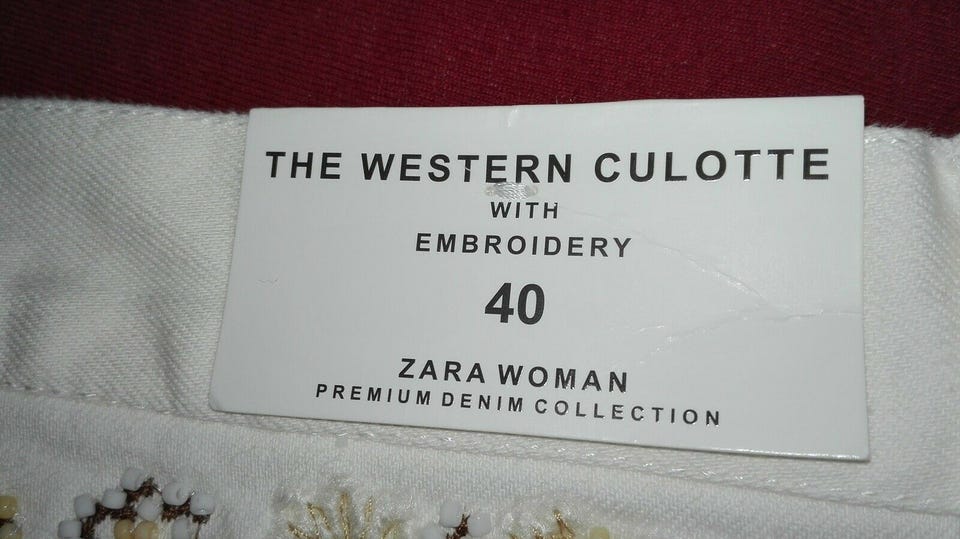 THE WESTERN CULOTTE
WITH
EMBROIDERY
40
ZARA WOMAN
PREMIUM DENIM COLLECTION